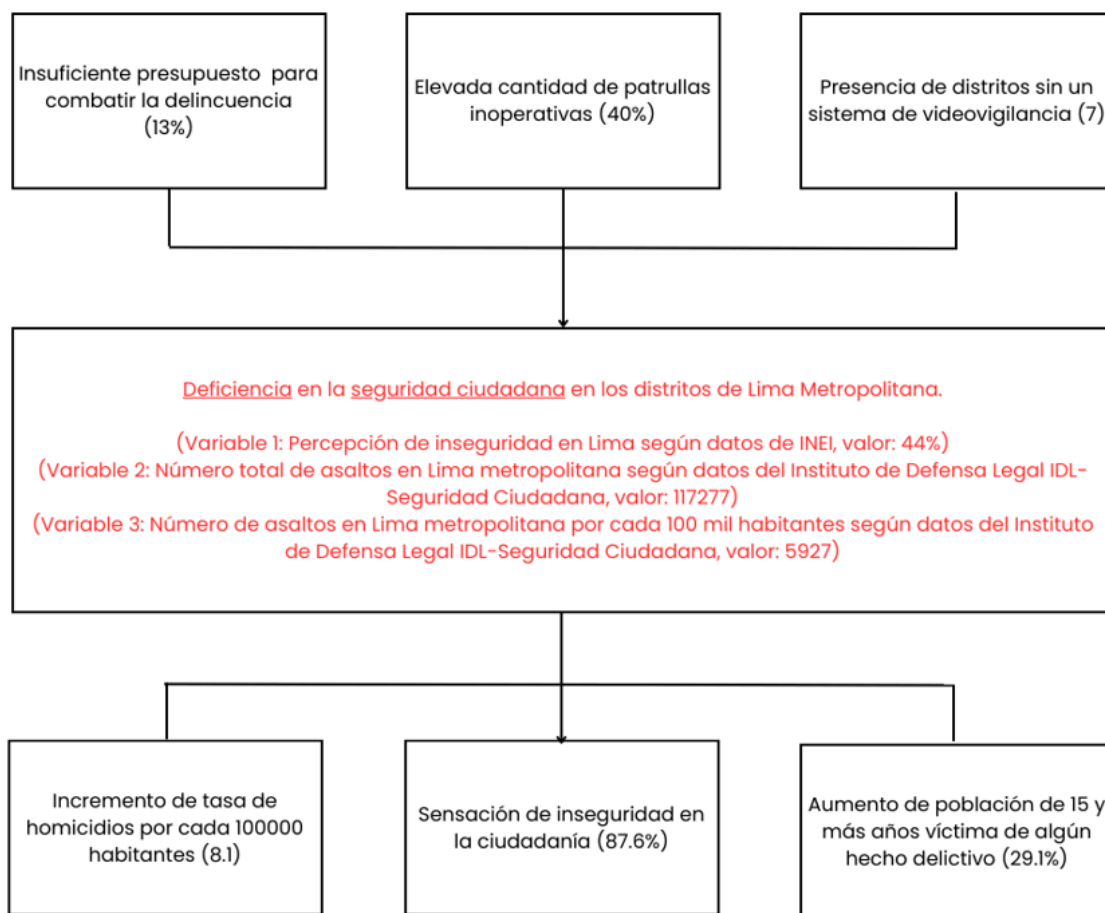 Insuficiente presupuesto para
combatir la delincuencia
(13%)
Elevada cantidad de patrullas
inoperativas (40%)
Presencia de distritos sin un
sistema de videovigilancia (7)
Deficiencia en la seguridad ciudadana en los distritos de Lima Metropolitana.
(Variable 1: Percepción de inseguridad en Lima según datos de INEI, valor: 44%)
(Variable 2: Número total de asaltos en Lima metropolitana según datos del Instituto de Defensa Legal IDL-
Seguridad Ciudadana, valor: 117277)
(Variable 3: Número de asaltos en Lima metropolitana por cada 100 mil habitantes según datos del Instituto
de Defensa Legal IDL-Seguridad Ciudadana, valor: 5927)
Incremento de tasa de
homicidios por cada 100000
habitantes (8.1)
Sensación de inseguridad en
la ciudadanía (87.6%)
Aumento de población de 15 y
más años víctima de algún
hecho delictivo (29.1%)